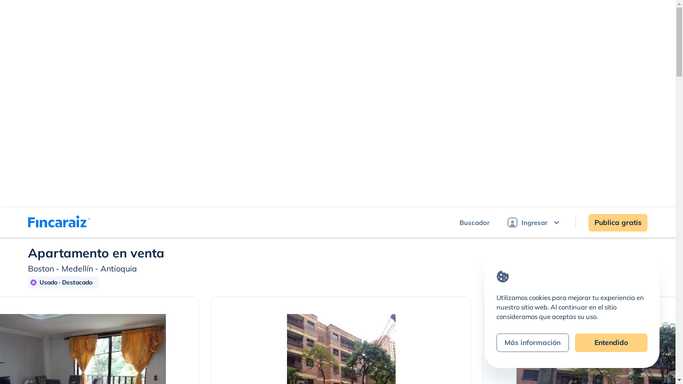 Fincaraiz
Buscador
Ingresar
Publica gratis
Apartamento en venta
Boston - Medellín - Antioquia
Usado · Destacado
Utilizamos cookies para mejorar tu experiencia en
nuestro sitio web. Al continuar en el sitio
consideramos que aceptas su uso.
Más información
Entendido